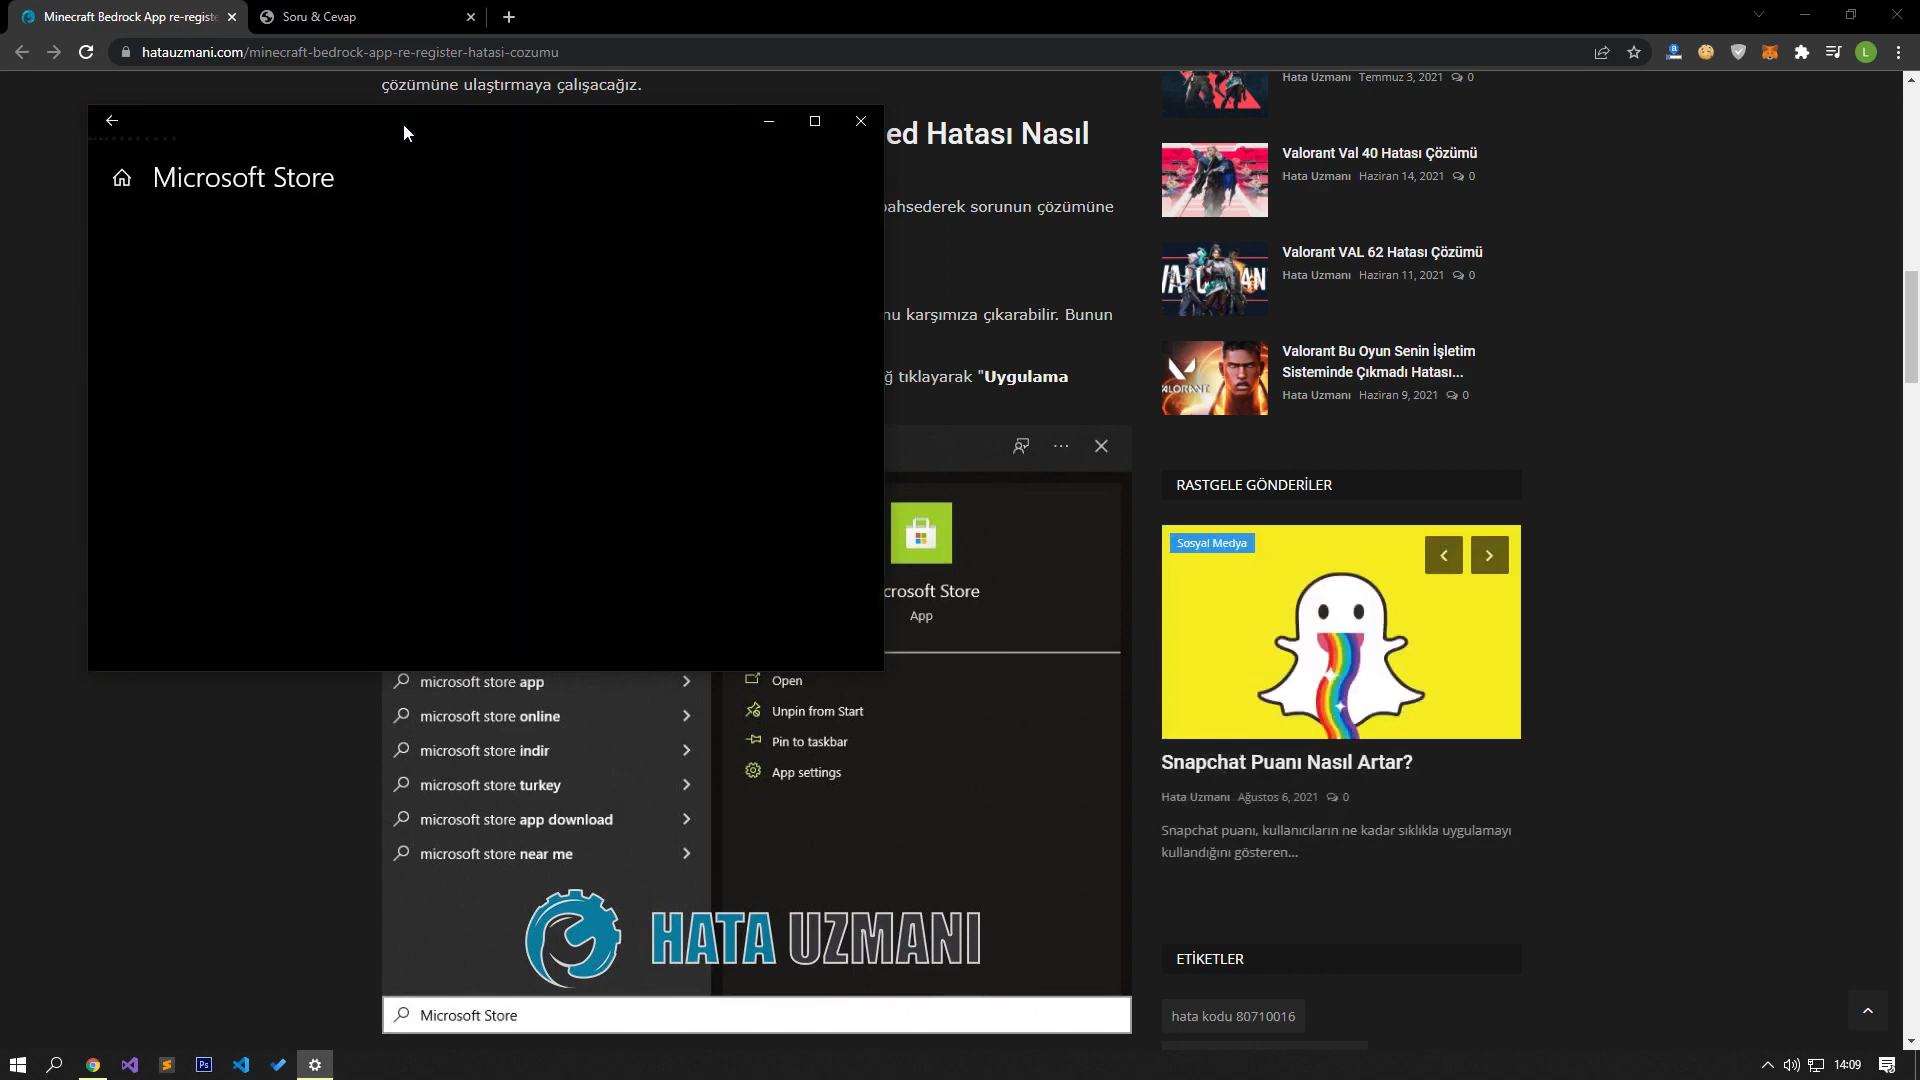 Minecraft Bedrock App re-registe
Soru & Cevap
hatauzmani.com/minecraft-bedrock-app-re-register-hatasi-cozumu
L
çözümüne ulaştırmaya çalışacağız.
ed Hatası Nasıl
Microsoft Store
bahsederek sorunun çözümüne
nu karşımıza çıkarabilir. Bunun
ğ tıklayarak "Uygulama
crosoft Store
App
microsoft store app
microsoft store online
microsoft store indir
microsoft store turkey
microsoft store app download
microsoft store near me
Open
Unpin from Start
Pin to taskbar
App settings
HATA UZMANI
Microsoft Store
Hata Uzmanı Temmuz 3, 2021 0
Valorant Val 40 Hatası Çözümü
Hata Uzmanı Haziran 14, 2021 0
VALORANT
Valorant VAL 62 Hatası Çözümü
Hata Uzmanı Haziran 11, 2021 0
VALORANT
Valorant Bu Oyun Senin İşletim
Sisteminde Çıkmadı Hatası...
Hata Uzmanı Haziran 9, 2021 0
RASTGELE GÖNDERİLER
Sosyal Medya
Snapchat Puanı Nasıl Artar?
Hata Uzmanı Ağustos 6, 2021 0
Snapchat puanı, kullanıcıların ne kadar sıklıkla uygulamayı
kullandığını gösteren...
ETİKETLER
hata kodu 80710016
Ps
14:09